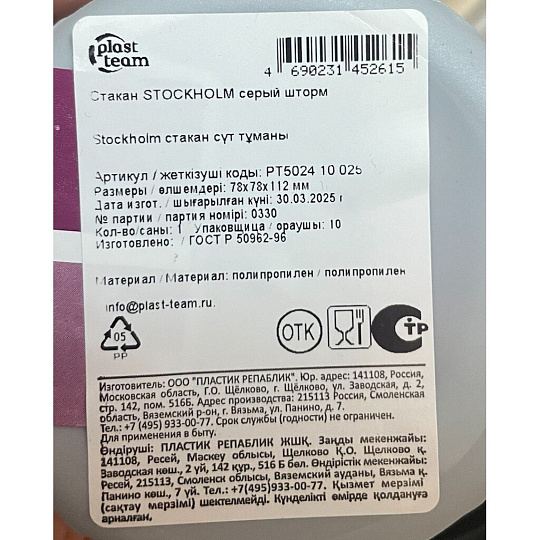 plast
team
4 690231 452615
Стакан STOCKHOLM серый шторм
Stockholm стакан сүт тұманы
Артикул / жеткізуші коды: PT5024 10 025
Размеры / өлшемдері: 78х78х112 мм
Дата изгот. / шығарылған күні: 30.03.2025 г
№ партии / партия номірі: 0330
Кол-во/саны: 1 Упаковщица / ораушы: 10
Изготовлено: / ГОСТ Р 50962-96
Материал / Материал: полипропилен / полипропилен
info@plast-team.ru
05
PP
ОТК
СТР
Изготовитель: ООО "ПЛАСТИК РЕПАБЛИК". Юр. адрес: 141108, Россия,
Московская область, Г.О. Щёлково, г. Щёлково, ул. Заводская, д. 2,
стр. 142, пом. 516б. Адрес производства: 215113 Россия, Смоленская
область, Вяземский р-он, г. Вязьма, ул. Панино, д. 7.
Тел.: +7 (495) 933-00-77. Срок службы (годности) не ограничен.
Для применения в быту.
Өндіруші: ПЛАСТИК РЕПАБЛИК ЖШҚ. Заңды мекенжайы:
141108, Ресей, Маскеу облысы, Щелково Қ.О. Щелково қ.
Заводская көш., 2 үй, 142 құр., 516 Б бөл. Өндірістік мекенжайы
Ресей, 215113, Смоленск облысы, Вяземский ауданы, Вязьма қ.
Панино көш., 7 үй. Тел.: +7(495)933-00-77. Қызмет мерзімі
(сақтау мерзімі) шектелмейді. Күнделікті өмірде қолдануға
арналған.